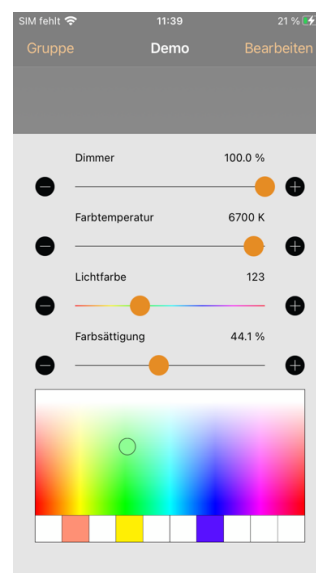 SIM fehlt 11:39 21 %
Gruppe Demo Bearbeiten
Dimmer 100.0 %
Farbtemperatur 6700 K
Lichtfarbe 123
Farbsättigung 44.1 %